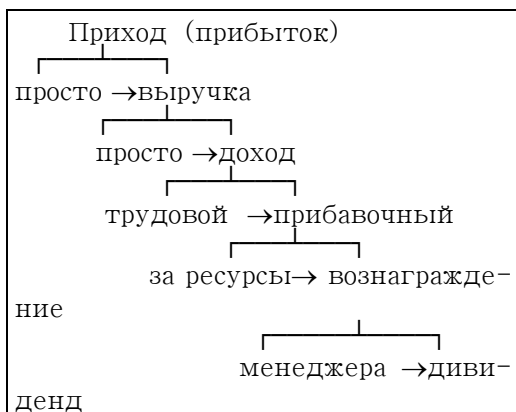 Приход (прибыток)
просто →выручка
просто →доход
трудовой →прибавочный
за ресурсы→ вознагражде-
ние
менеджера →диви-
денд